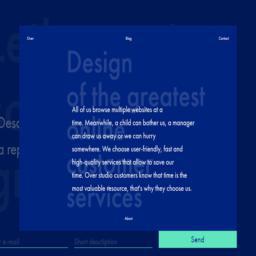 Over Blog Contact
Design
of the greatest
online
customer
services
All of us browse multiple websites at a
time. Meanwhile, a child can bother us, a manager
can draw us away or we can hurry
somewhere. We choose user-friendly, fast and
high-quality services that allow to save our
time. Over studio customers know that time is the
most valuable resource, that's why they choose us.
About
e-mail Short description Send